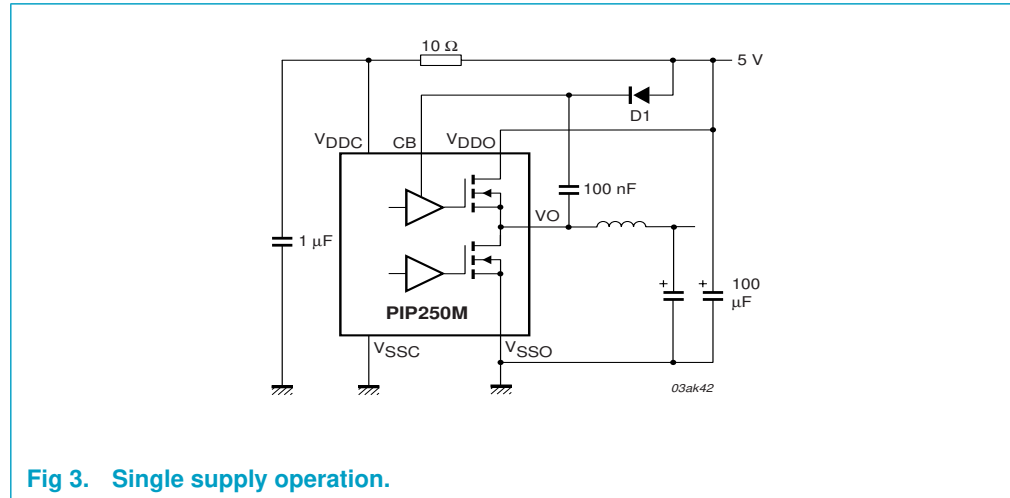 10 Ω
5 V
D1
VDDC
CB
VDDO
100 nF
VO
1 μF
+
+
100
μF
PIP250M
VSSC
VSSO
03ak42
Fig 3. Single supply operation.